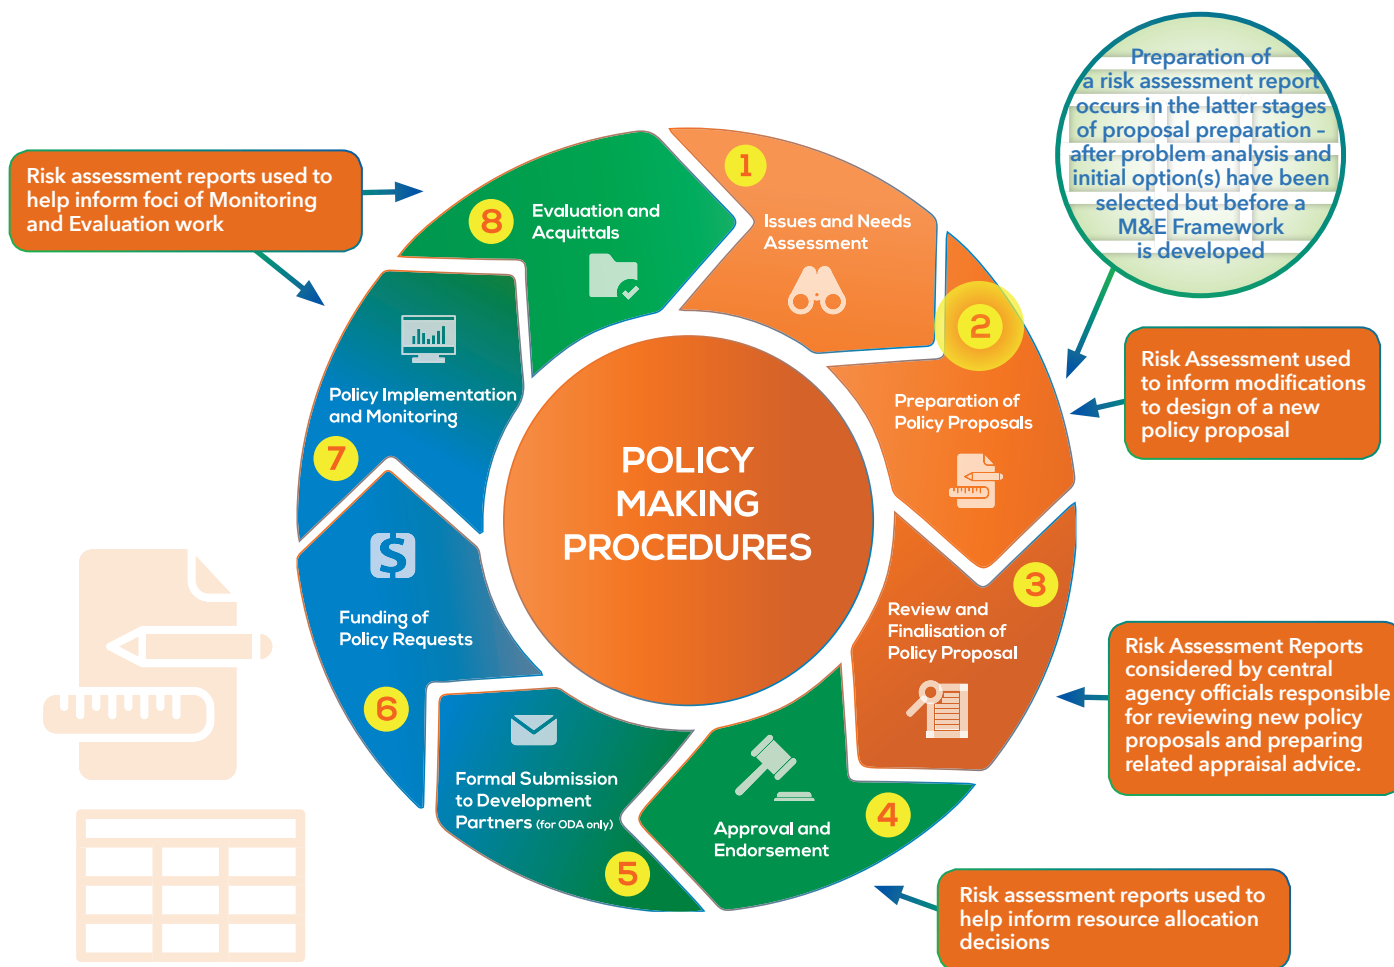 Preparation of
a risk assessment report
occurs in the latter stages
of proposal preparation –
after problem analysis and
initial option(s) have been
selected but before a
M&E Framework
is developed
Risk assessment reports used to
help inform foci of Monitoring
and Evaluation work
1
Issues and Needs
Assessment
2
Preparation of
Policy Proposals
Risk Assessment used
to inform modifications
to design of a new
policy proposal
3
Review and
Finalisation of
Policy Proposal
Risk Assessment Reports
considered by central
agency officials responsible
for reviewing new policy
proposals and preparing
related appraisal advice.
4
Approval and
Endorsement
Risk assessment reports used to
help inform resource allocation
decisions
5
Formal Submission
to Development
Partners (for ODA only)
6
Funding of
Policy Requests
$
7
Policy Implementation
and Monitoring
8
Evaluation and
Acquittals
POLICY
MAKING
PROCEDURES